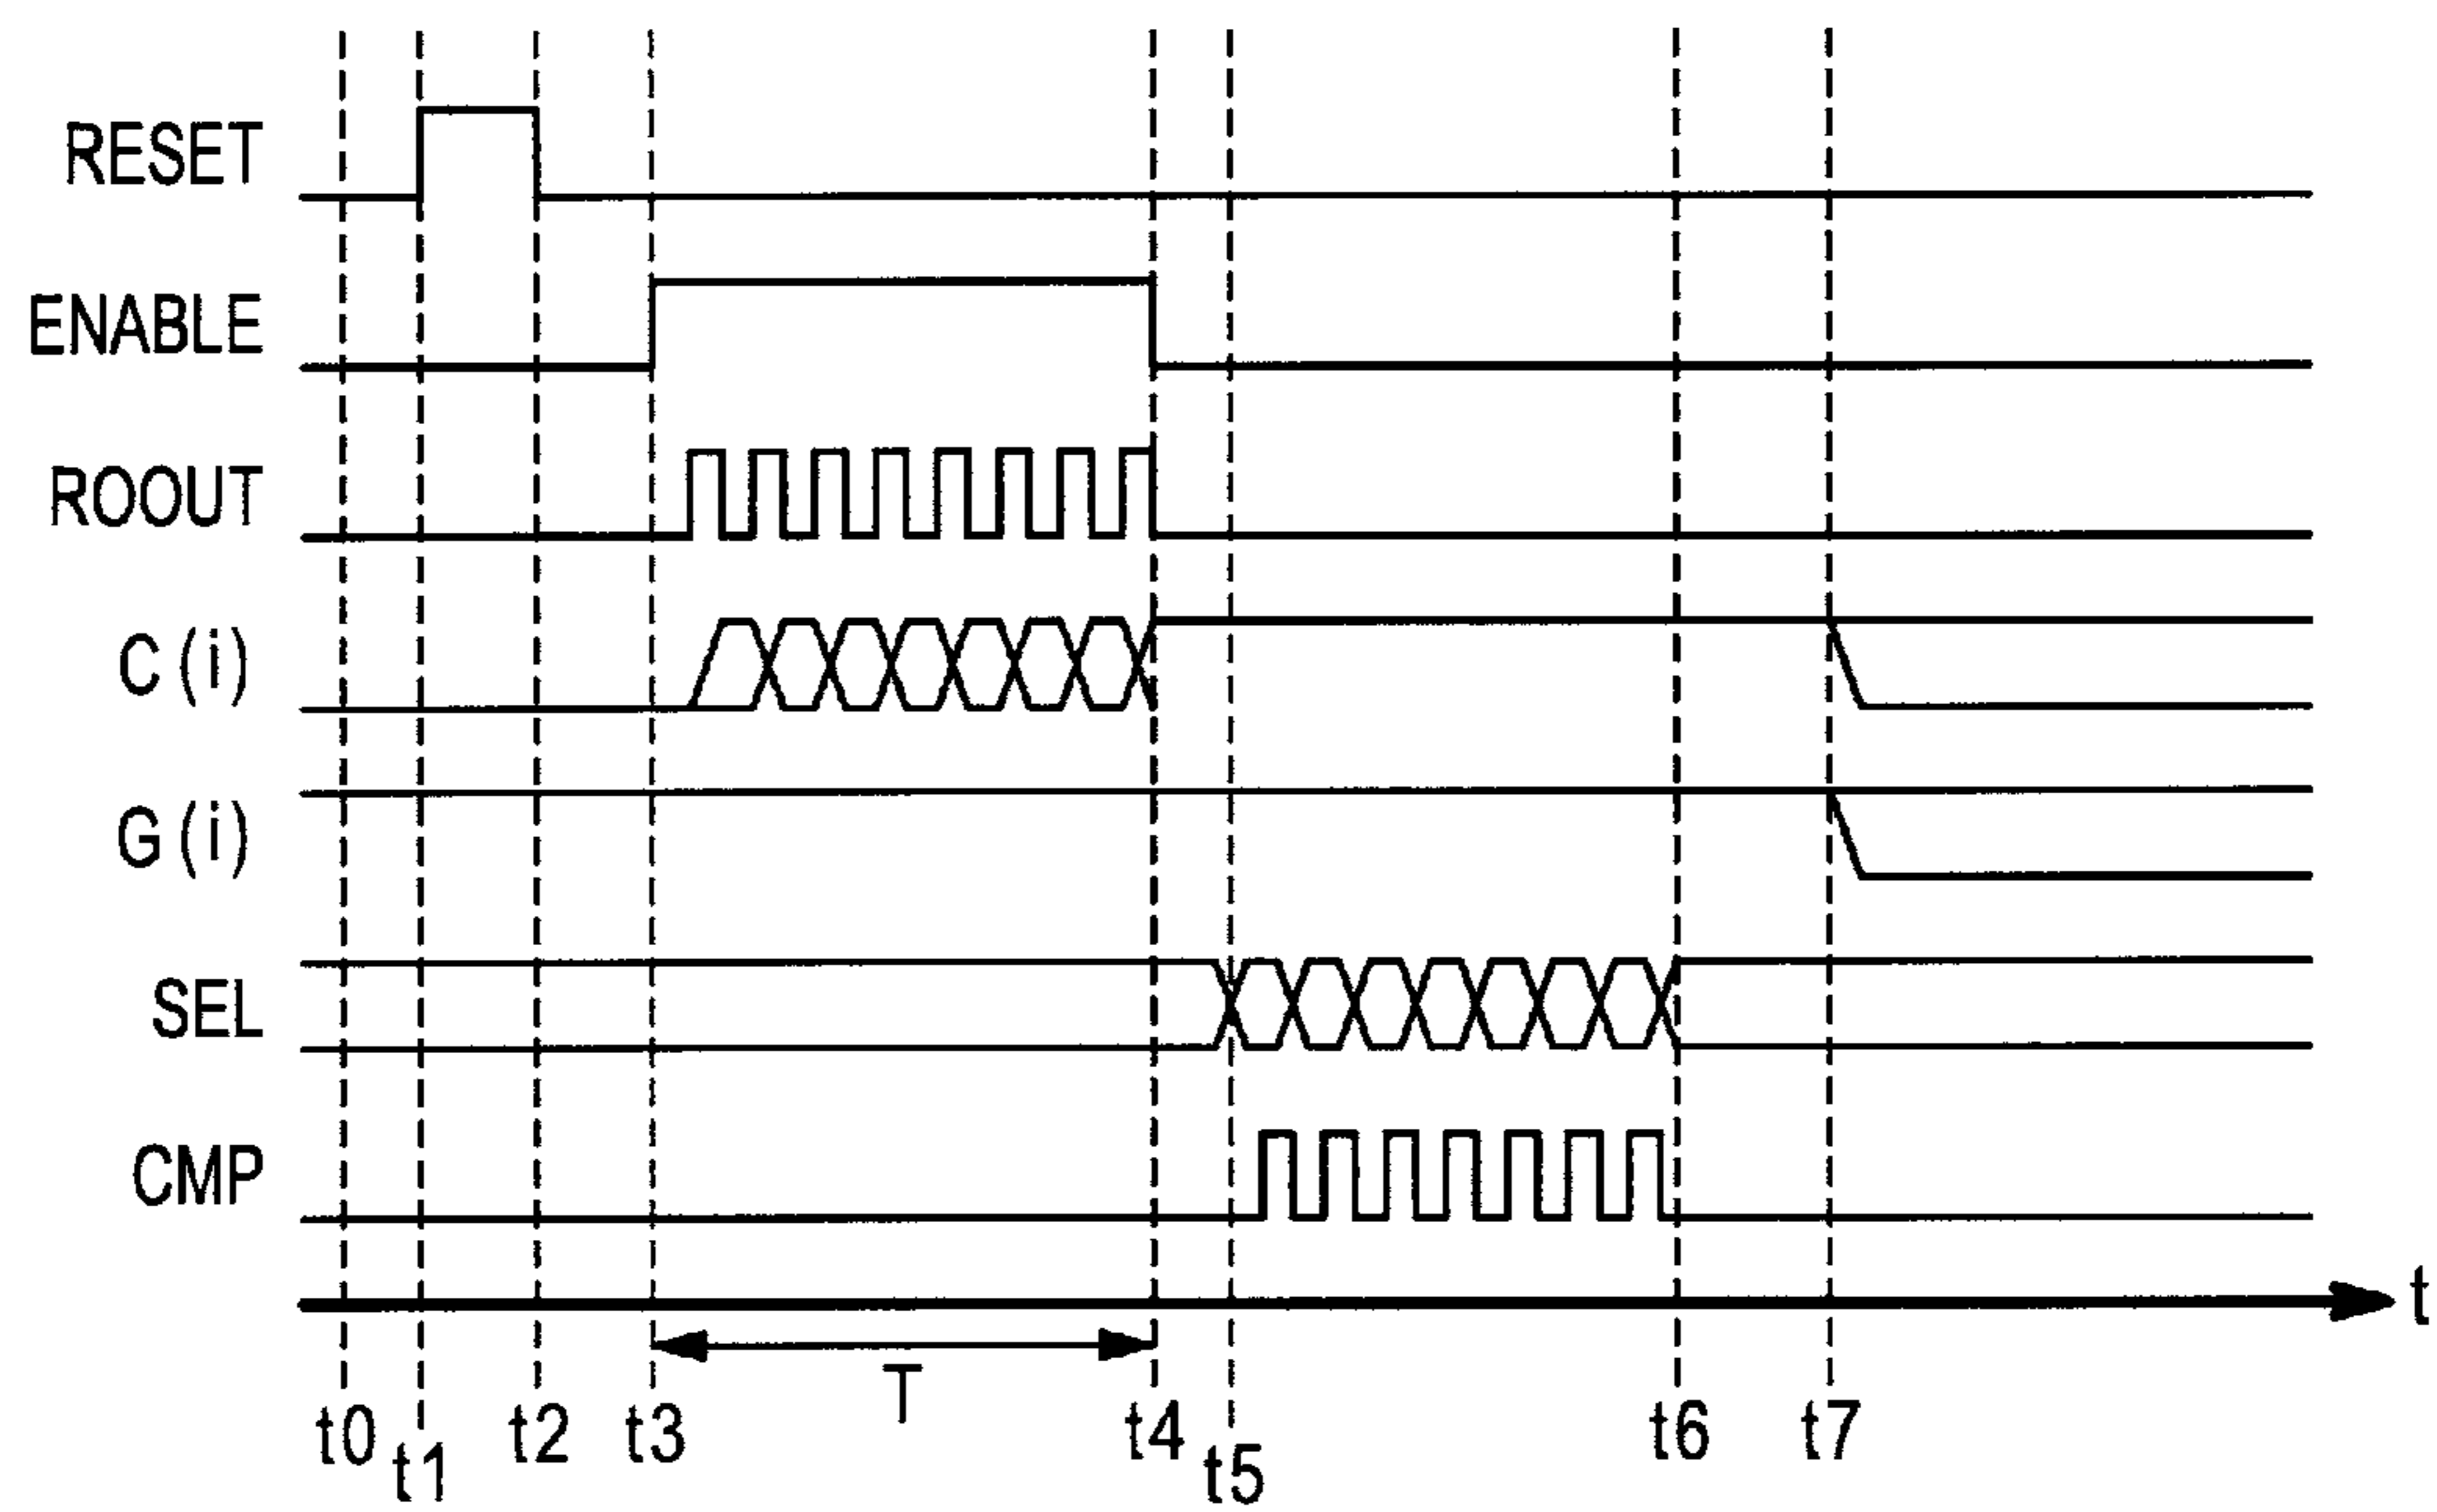 RESET
ENABLE
ROOUT
C(i)
G(i)
SEL
CMP
t
T
t0 t1 t2 t3 t4 t5 t6 t7